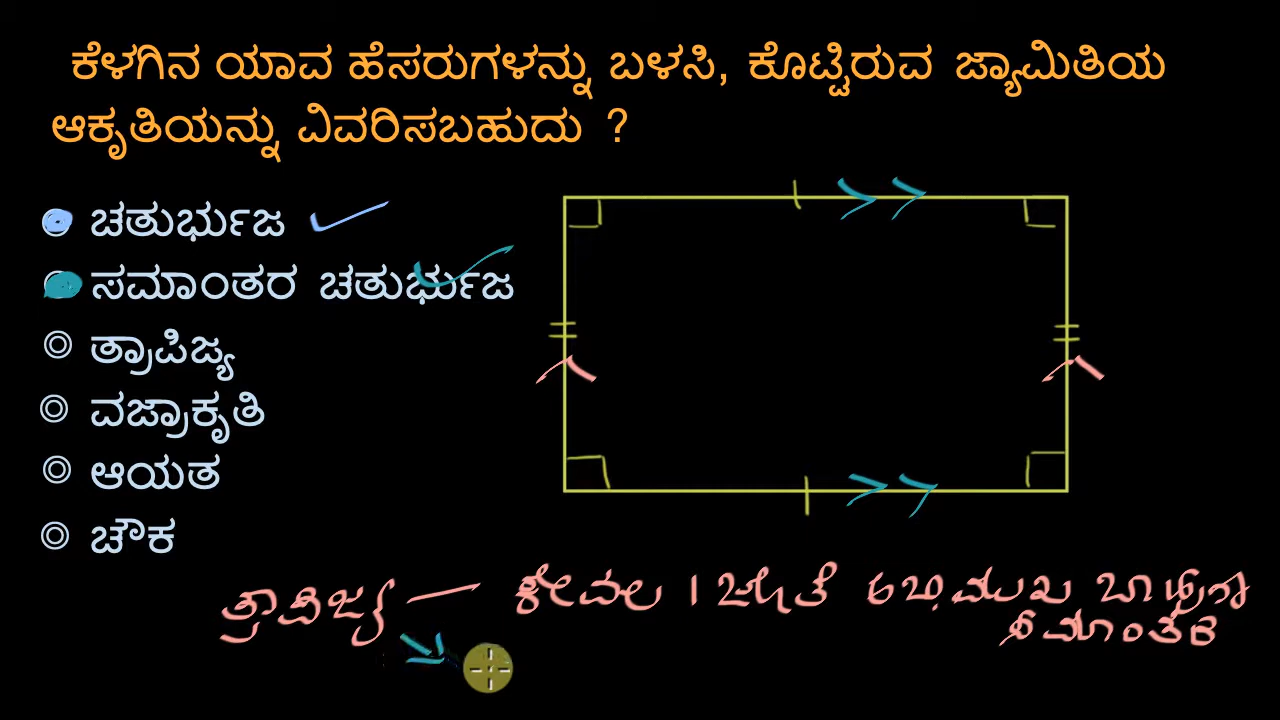 ಕೆಳಗಿನ ಯಾವ ಹೆಸರುಗಳನ್ನು ಬಳಸಿ, ಕೊಟ್ಟಿರುವ ಜ್ಯಾಮಿತಿಯ
ಆಕೃತಿಯನ್ನು ವಿವರಿಸಬಹುದು ?
ಚತುರ್ಭುಜ
ಸಮಾಂತರ ಚತುರ್ಭುಜ
ತ್ರಾಪಿಜ್ಯ
ವಜ್ರಾಕೃತಿ
ಆಯತ
ಚೌಕ
ತ್ರಾಪಿಜ್ಯ — ಕೇವಲ 1 ಜೊತೆ ಅಭಿಮುಖ ಬಾಹುಗಳು
ಸಮಾಂತರ